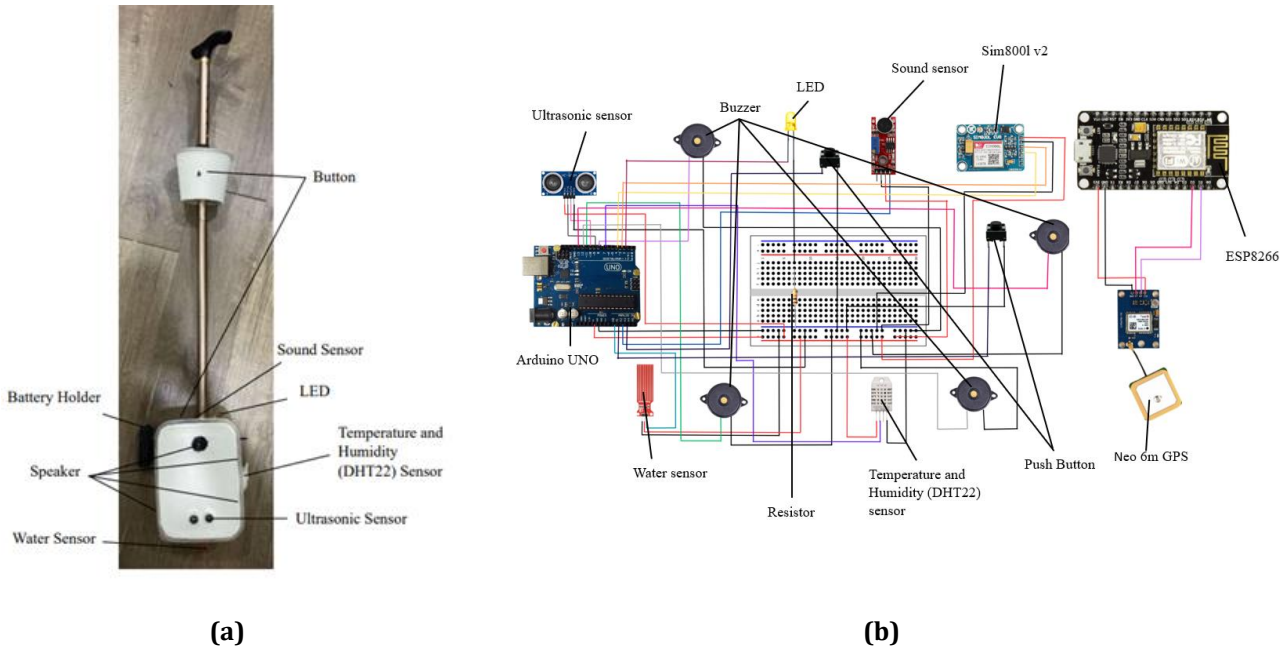 Button
Sound Sensor
LED
Battery Holder
Temperature and
Humidity
(DHT22) Sensor
Speaker
Ultrasonic Sensor
Water Sensor
(a)
Sim800l v2
Sound sensor
LED
Buzzer
Ultrasonic sensor
ESP8266
UNO
Arduino UNO
Water sensor
Temperature and
Humidity (DHT22)
sensor
Push Button
Neo 6m GPS
Resistor
(b)